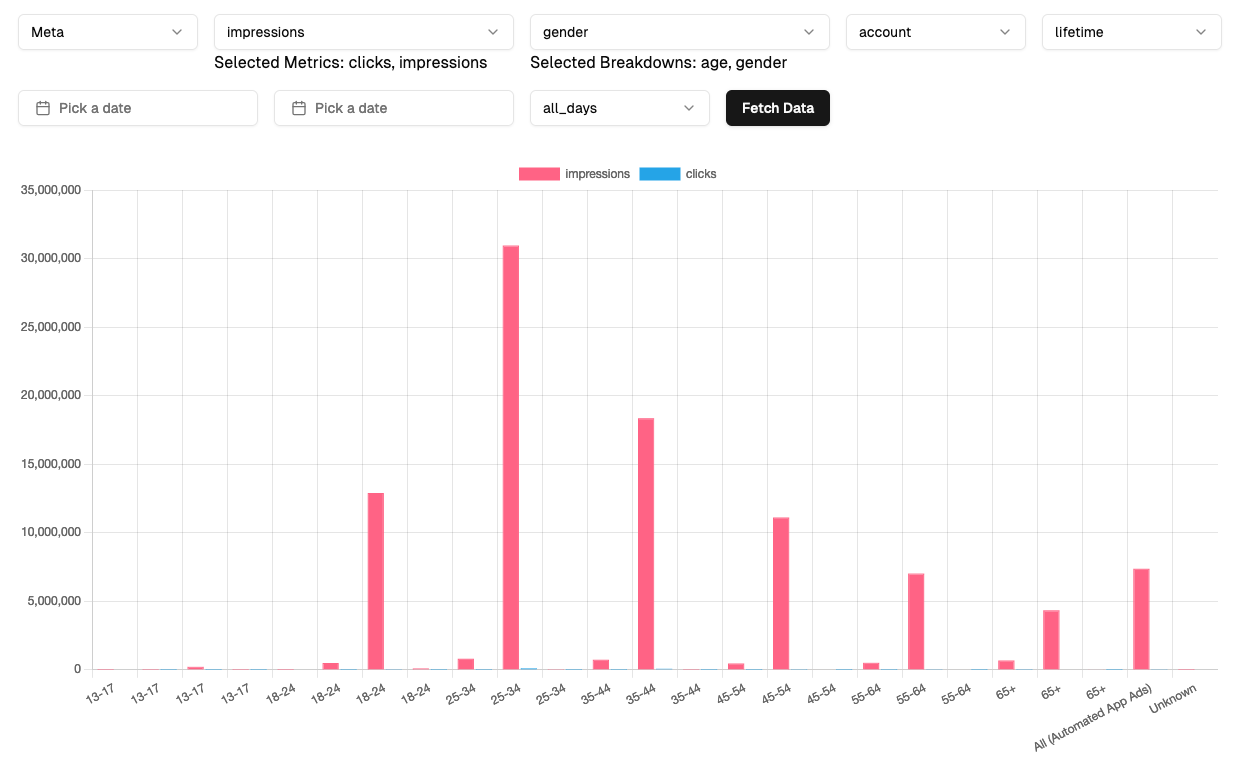 Meta impressions gender account lifetime
Selected Metrics: clicks, impressions Selected Breakdowns: age, gender
Pick a date Pick a date all_days Fetch Data
impressions clicks
35,000,000
30,000,000
25,000,000
20,000,000
15,000,000
10,000,000
5,000,000
0
13-17 13-17 13-17 13-17 18-24 18-24 18-24 18-24 25-34 25-34 25-34 35-44 35-44 35-44 45-54 45-54 45-54 55-64 55-64 55-64 65+ 65+ 65+ All (Automated App Ads) Unknown